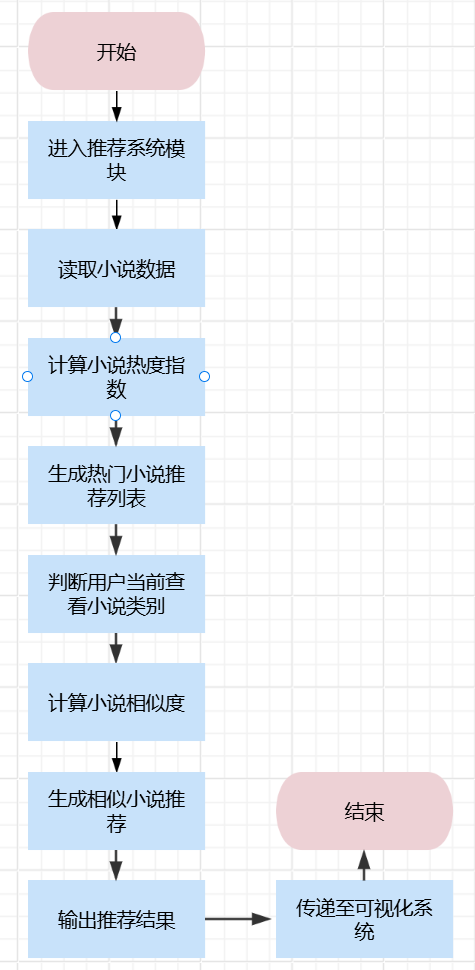 开始
进入推荐系统模
块
读取小说数据
计算小说热度指
数
生成热门小说推
荐列表
判断用户当前查
看小说类别
计算小说相似度
生成相似小说推
荐
输出推荐结果
传递至可视化系
统
结束